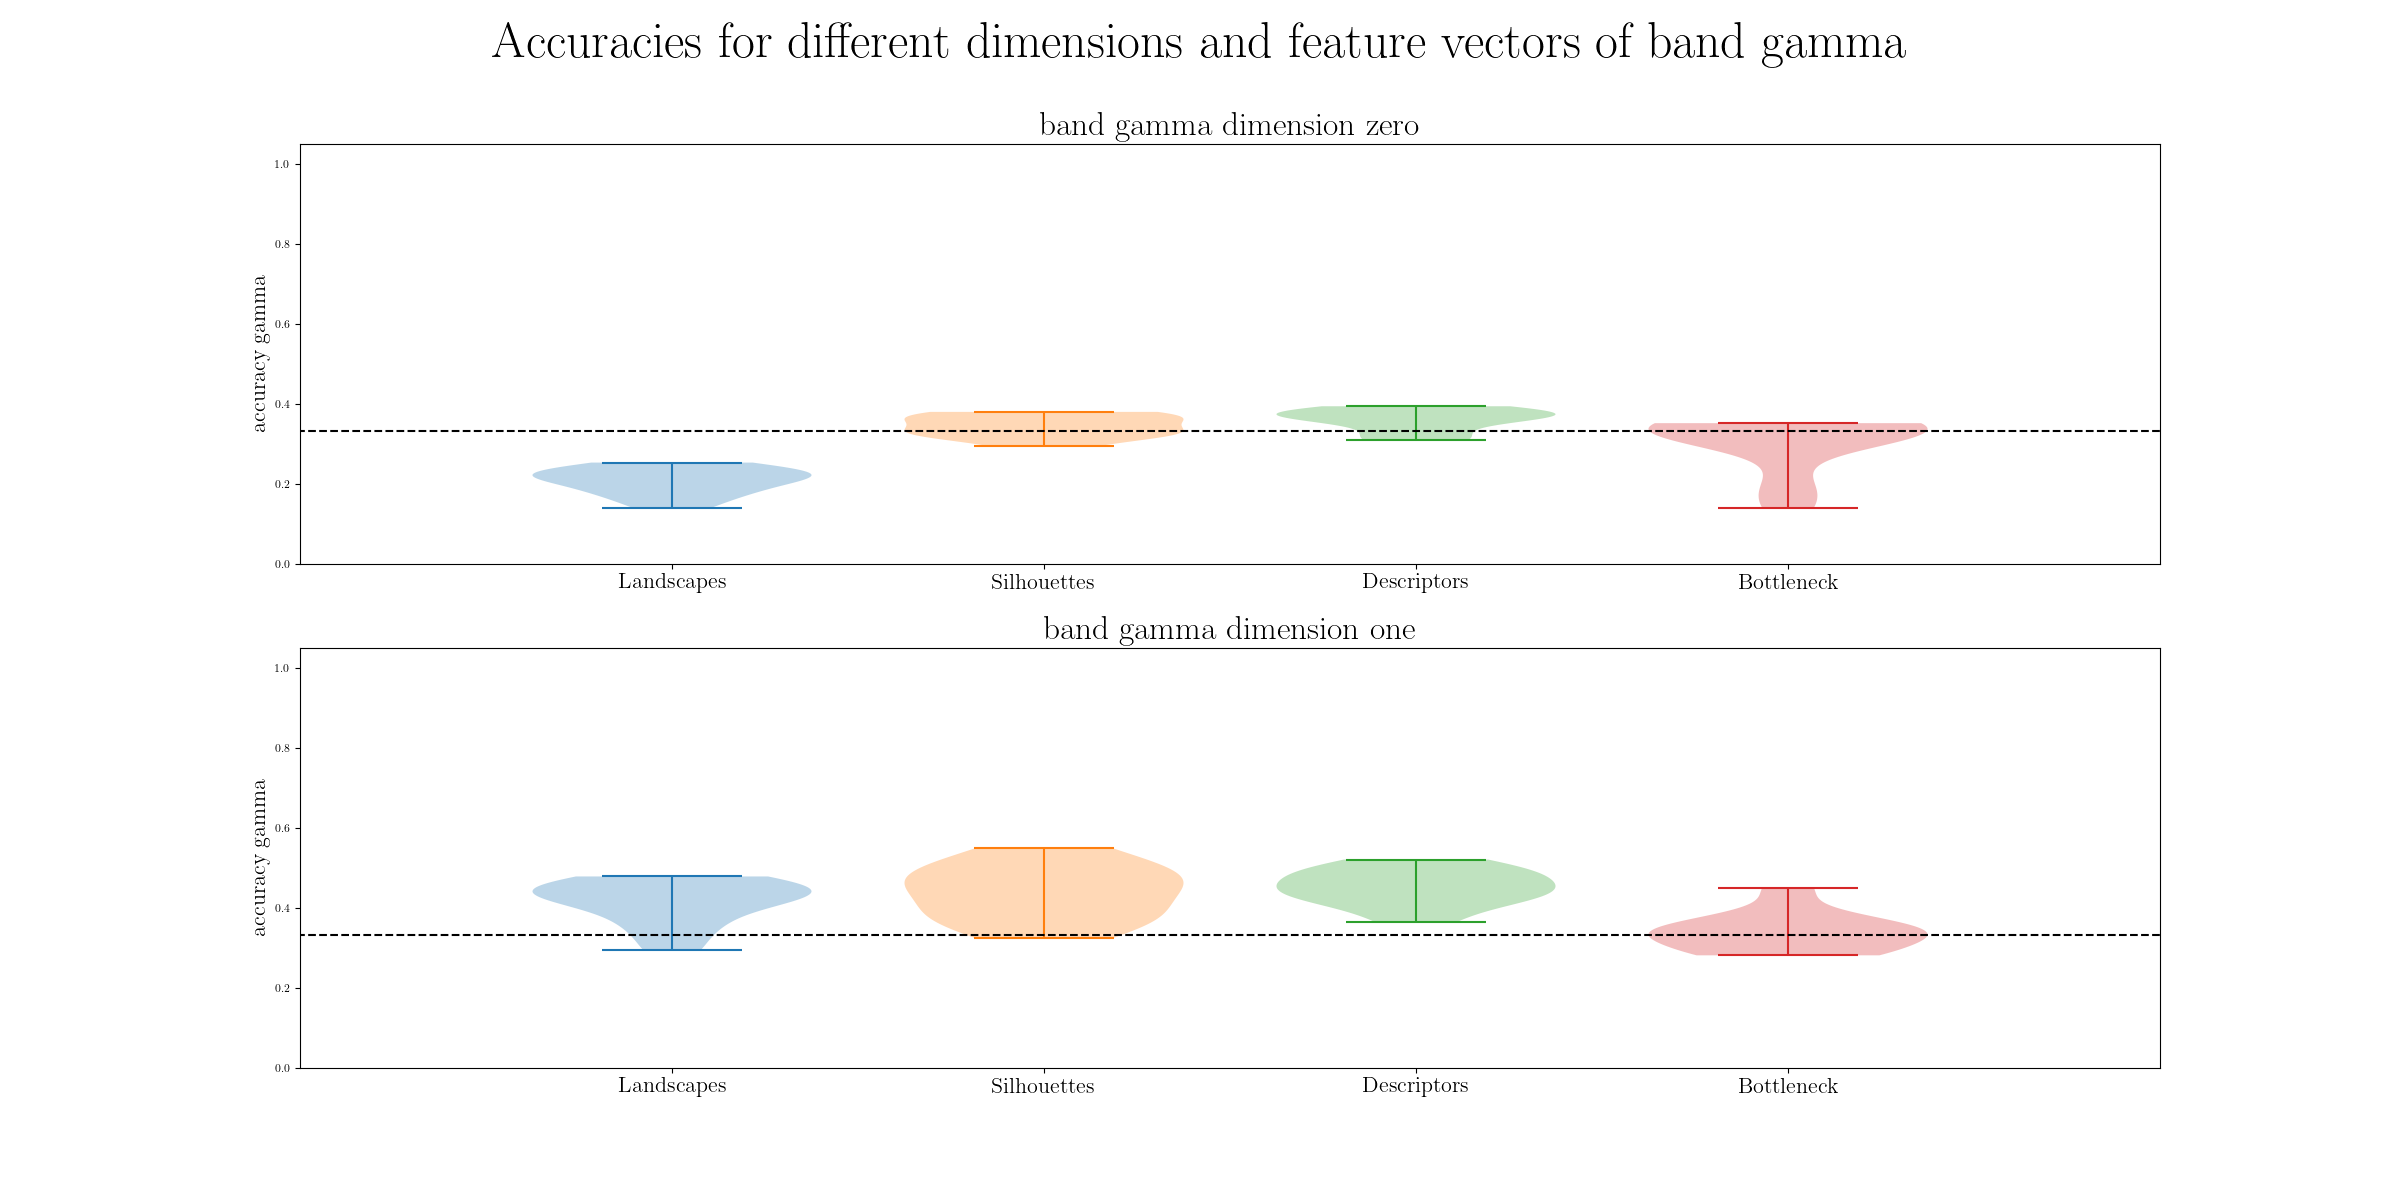 Accuracies for different dimensions and feature vectors of band gamma
band gamma dimension zero
1.0
0.8
0.6
0.4
0.2
0.0
accuracy gamma
Landscapes Silhouettes Descriptors Bottleneck
band gamma dimension one
1.0
0.8
0.6
0.4
0.2
0.0
accuracy gamma
Landscapes Silhouettes Descriptors Bottleneck